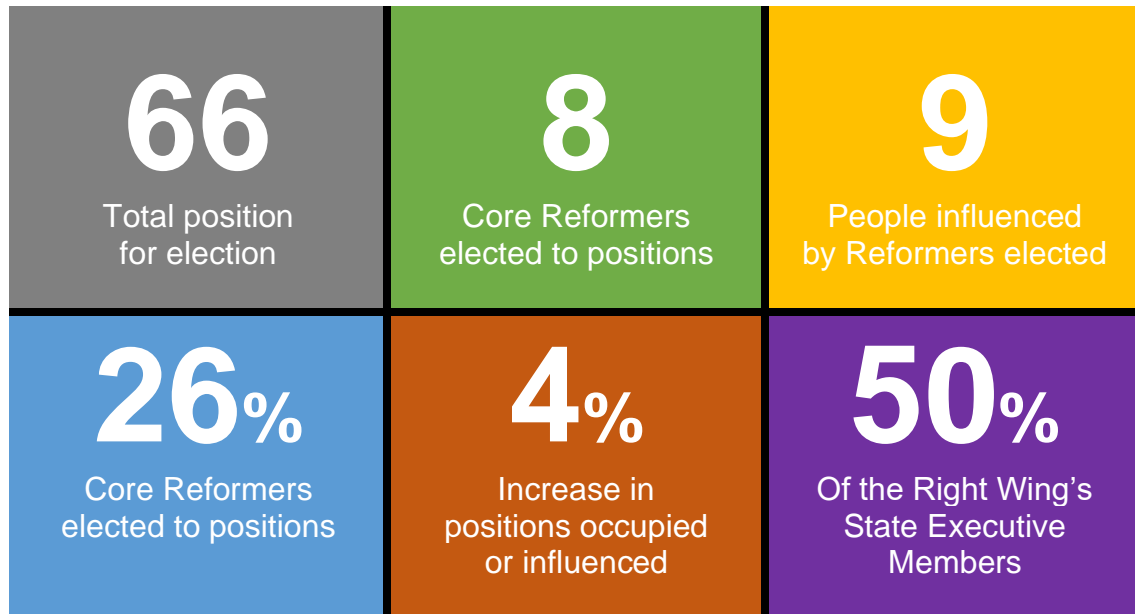 66
Total position
for election
8
Core Reformers
elected to positions
9
People influenced
by Reformers elected
26%
Core Reformers
elected to positions
4%
Increase in
positions occupied
or influenced
50%
Of the Right Wing's
State Executive
Members